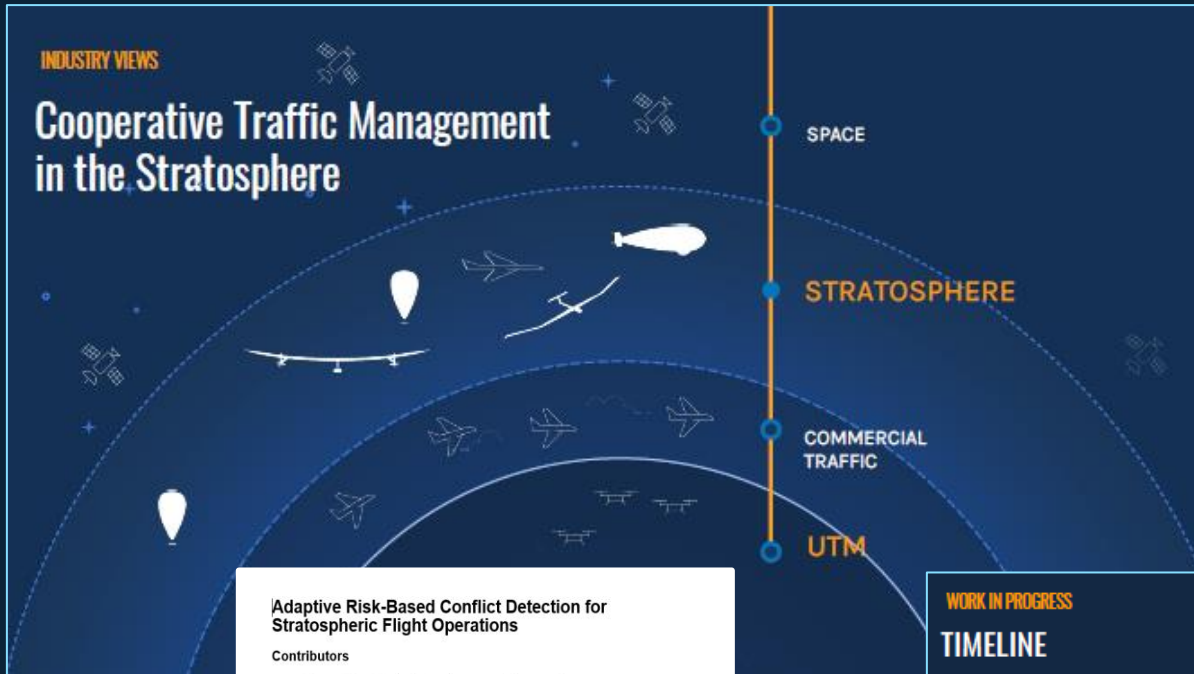 INDUSTRY VIEWS
Cooperative Traffic Management
in the Stratosphere
SPACE
STRATOSPHERE
COMMERCIAL
TRAFFIC
UTM
Adaptive Risk-Based Conflict Detection for
Stratospheric Flight Operations
Contributors
WORK IN PROGRESS
TIMELINE